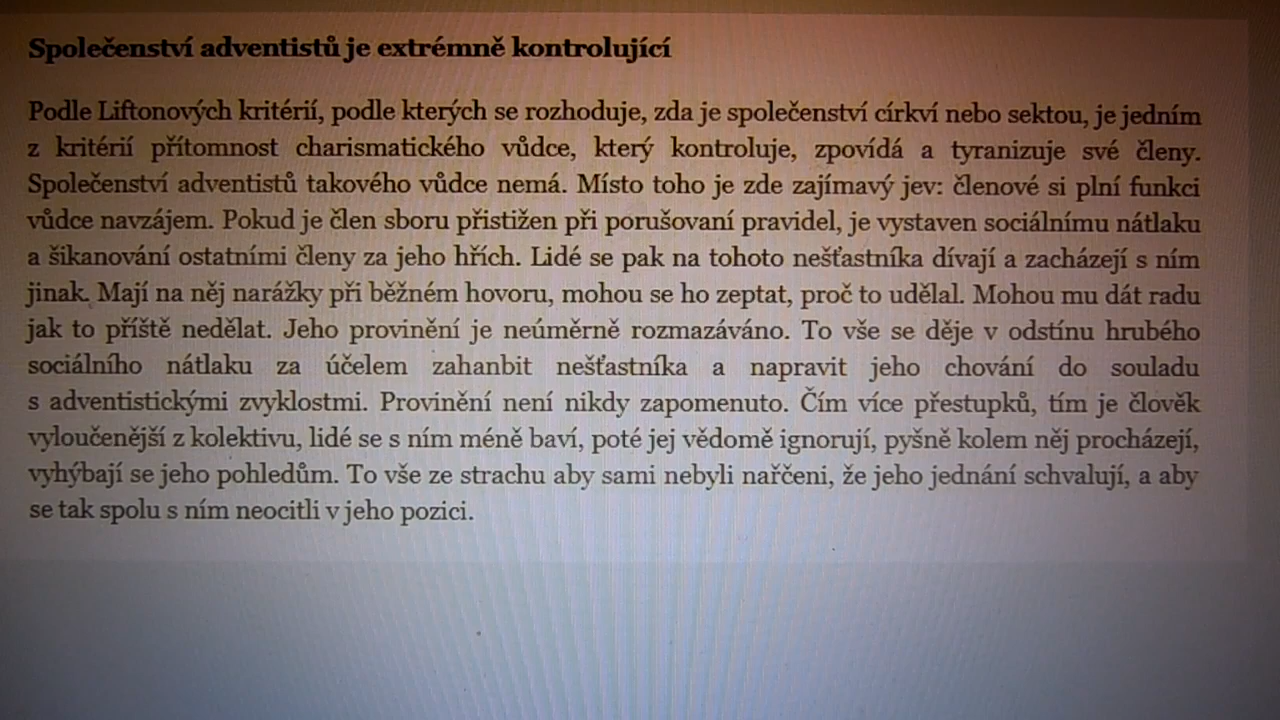 Společenství adventistů je extrémně kontrolující
Podle Liftonových kritérií, podle kterých se rozhoduje, zda je společenství církví nebo sektou, je jedním
z kritérií přítomnost charismatického vůdce, který kontroluje, zpovídá a tyranizuje své členy.
Společenství adventistů takového vůdce nemá. Místo toho je zde zajímavý jev: členové si plní funkci
vůdce navzájem. Pokud je člen sboru přistižen při porušovaní pravidel, je vystaven sociálnímu nátlaku
a šikanování ostatními členy za jeho hřích. Lidé se pak na tohoto nešťastníka dívají a zacházejí s ním
jinak. Mají na něj narážky při běžném hovoru, mohou se ho zeptat, proč to udělal. Mohou mu dát radu
jak to příště nedělat. Jeho provinění je neúměrně rozmazáváno. To vše se děje v odstínu hrubého
sociálního nátlaku za účelem zahanbit nešťastníka a napravit jeho chování do souladu
s adventistickými zvyklostmi. Provinění není nikdy zapomenuto. Čím více přestupků, tím je člověk
vyloučenější z kolektivu, lidé se s ním méně baví, poté jej vědomě ignorují, pyšně kolem něj procházejí,
vyhýbají se jeho pohledům. To vše ze strachu aby sami nebyli nařčeni, že jeho jednání schvalují, a aby
se tak spolu s ním neocitli v jeho pozici.